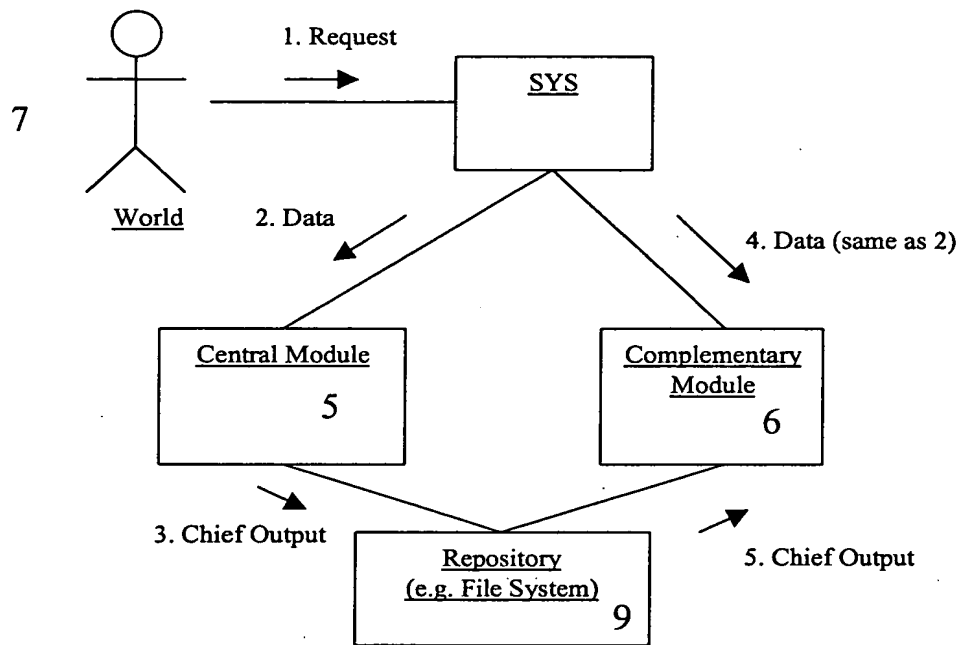 1. Request
SYS
7
World
2. Data
4. Data (same as 2)
Central Module
5
Complementary
Module
6
3. Chief Output
5. Chief Output
Repository
(e.g. File System)
9